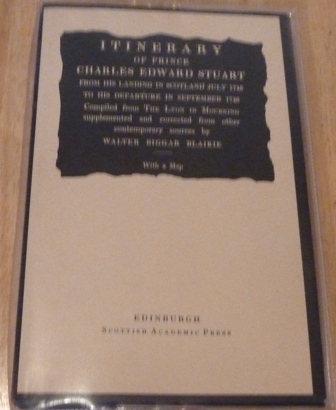 ITINERARY
OF PRINCE
CHARLES EDWARD STUART
FROM HIS LANDING IN SCOTLAND JULY 1745
TO HIS DEPARTURE IN SEPTEMBER 1746
Compiled from THE LYON IN MOURNING
supplemented and corrected from other
contemporary sources by
WALTER BIGGAR BLAIKIE
With a Map
EDINBURGH
SCOTTISH ACADEMIC PRESS